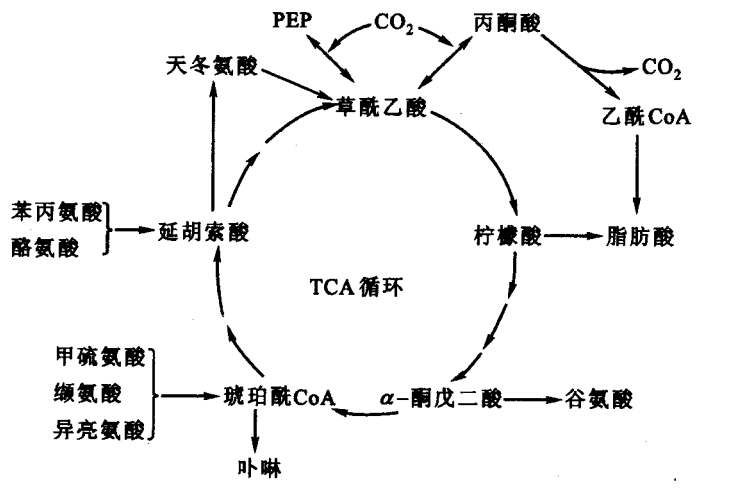 PEP
CO₂
丙酮酸
天冬氨酸
CO₂
草酰乙酸
乙酰CoA
苯丙氨酸
酪氨酸
延胡索酸
柠檬酸
脂肪酸
TCA循环
甲硫氨酸
缬氨酸
异亮氨酸
琥珀酰CoA
α-酮戊二酸
谷氨酸
卟啉